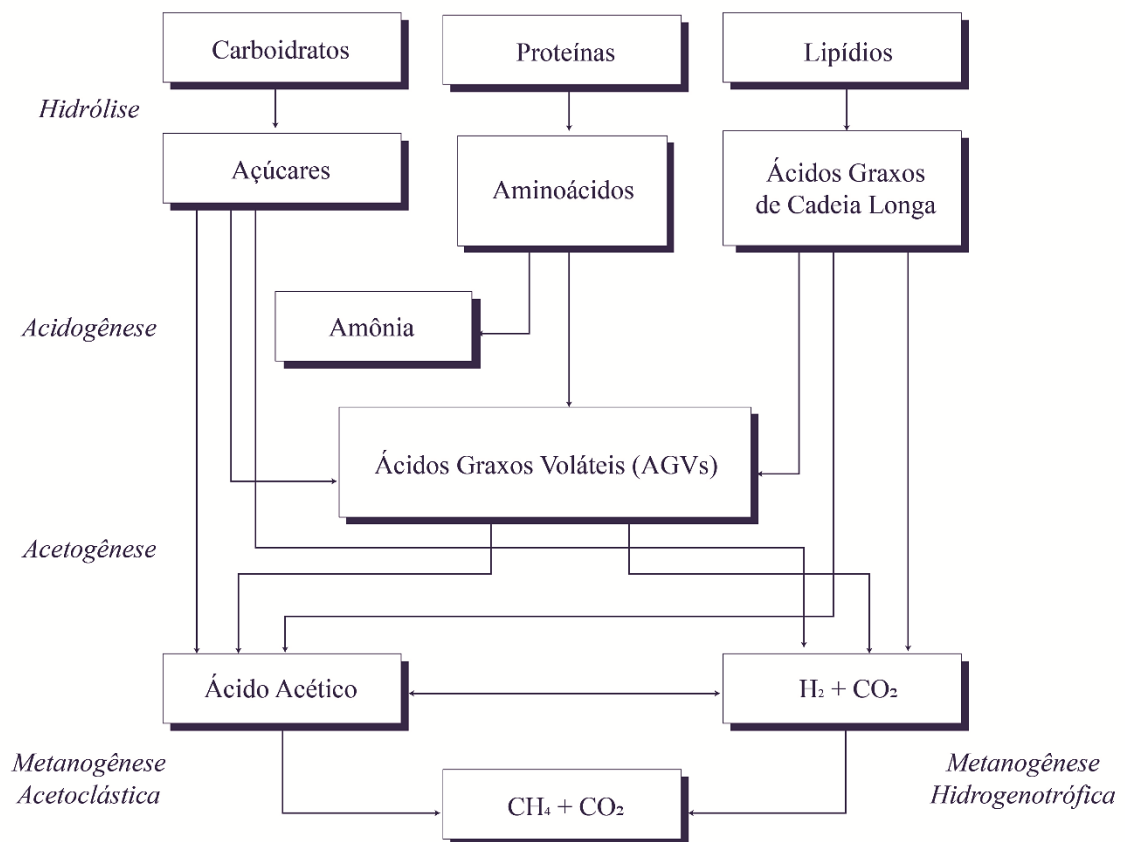 Carboidratos
Proteínas
Lipídios
Hidrólise
Açúcares
Aminoácidos
Ácidos Graxos
de Cadeia Longa
Acidogênese
Amônia
Ácidos Graxos Voláteis (AGVs)
Acetogênese
Ácido Acético
H₂ + CO₂
Metanogênese
Acetoclástica
CH₄ + CO₂
Metanogênese
Hidrogenotrófica